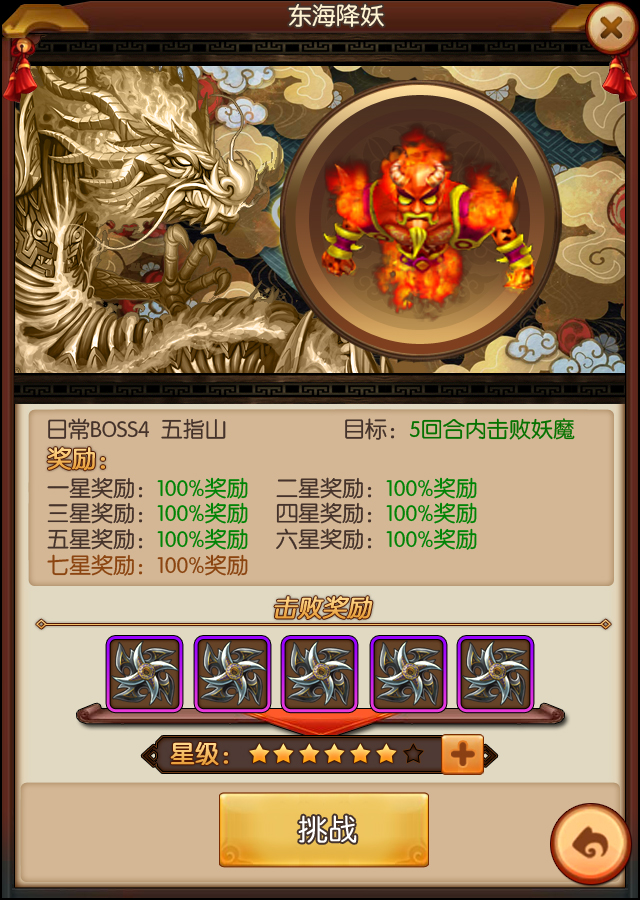 东海降妖
日常BOSS4 五指山 目标：5回合内击败妖魔
奖励：
一星奖励：100%奖励 二星奖励：100%奖励
三星奖励：100%奖励 四星奖励：100%奖励
五星奖励：100%奖励 六星奖励：100%奖励
七星奖励：100%奖励
击败奖励
星级：
挑战